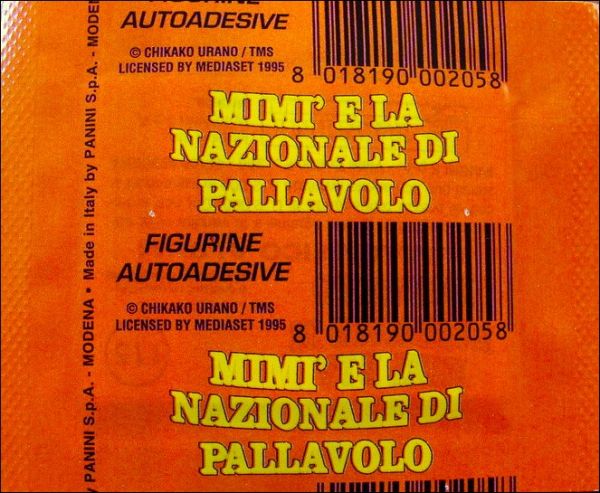 FIGURINE
AUTOADESIVE
© CHIKAKO URANO / TMS
LICENSED BY MEDIASET 1995
8 018190 002058
MIMI' E LA
NAZIONALE DI
PALLAVOLO
FIGURINE
AUTOADESIVE
© CHIKAKO URANO / TMS
LICENSED BY MEDIASET 1995
8 018190 002058
MIMI' E LA
NAZIONALE DI
PALLAVOLO
by PANINI S.p.A. - MODENA • Made in Italy by PANINI S.p.A. - MODENA